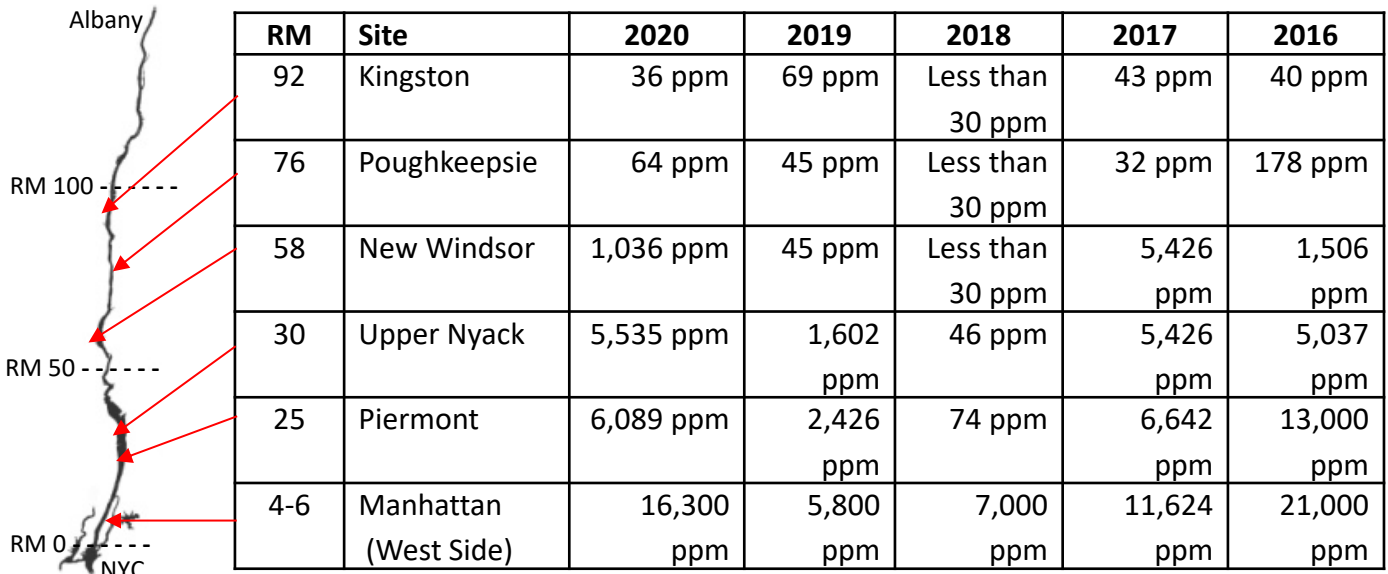 Albany
RM 100
RM 50
RM 0
NYC
RM Site 2020 2019 2018 2017 2016
92 Kingston 36 ppm 69 ppm Less than 43 ppm 40 ppm
30 ppm
76 Poughkeepsie 64 ppm 45 ppm Less than 32 ppm 178 ppm
30 ppm
58 New Windsor 1,036 ppm 45 ppm Less than 5,426 1,506
30 ppm ppm ppm
30 Upper Nyack 5,535 ppm 1,602 46 ppm 5,426 5,037
ppm ppm ppm
25 Piermont 6,089 ppm 2,426 74 ppm 6,642 13,000
ppm ppm ppm
4-6 Manhattan 16,300 5,800 7,000 11,624 21,000
(West Side) ppm ppm ppm ppm ppm